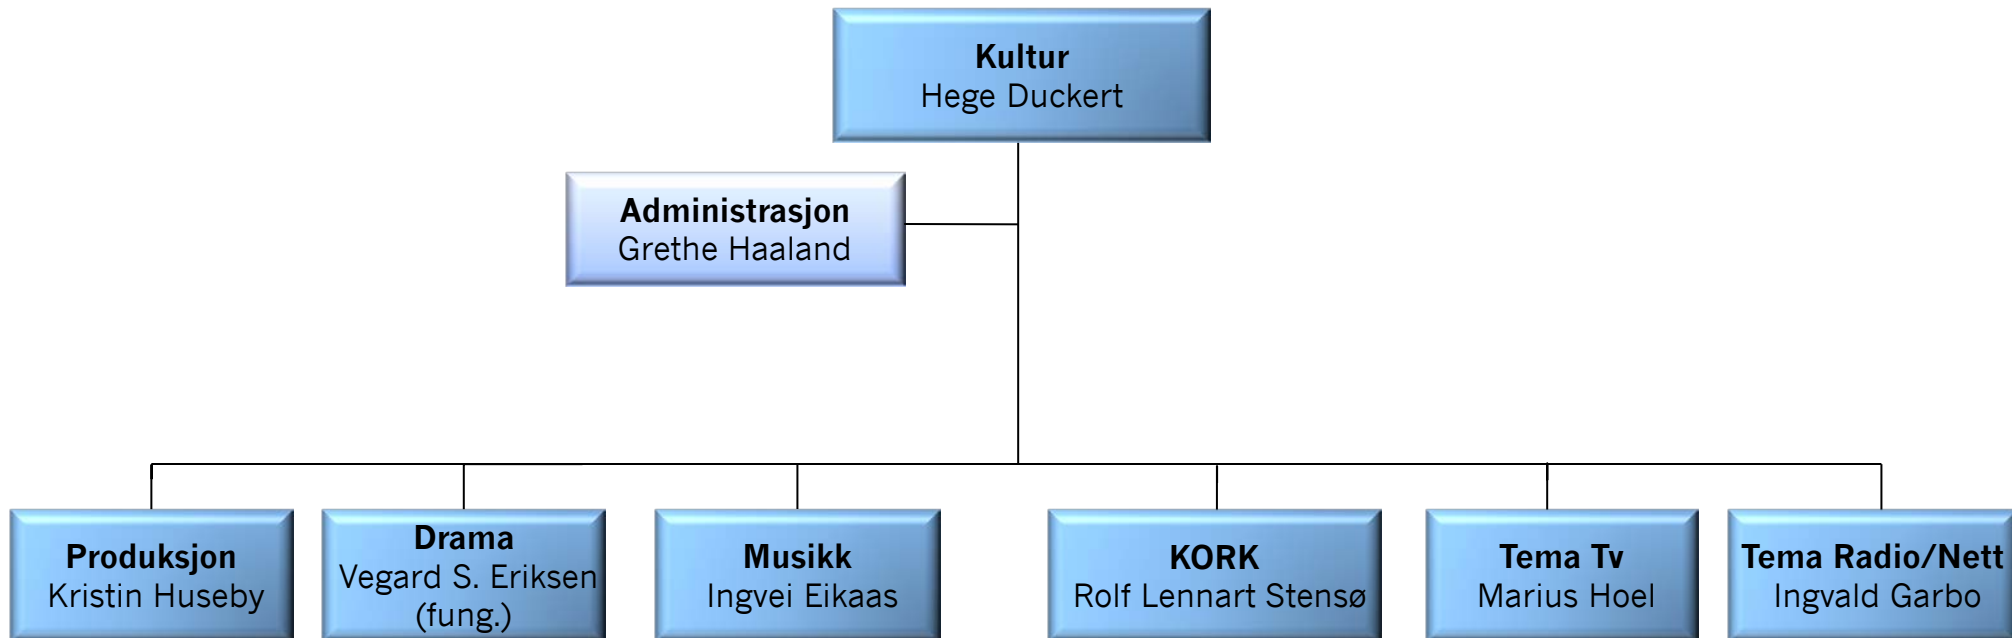 Kultur
Hege Duckert
Administrasjon
Grethe Haaland
Produksjon
Kristin Huseby
Drama
Vegard S. Eriksen
(fung.)
Musikk
Ingvei Eikaas
KORK
Rolf Lennart Stensø
Tema Tv
Marius Hoel
Tema Radio/Nett
Ingvald Garbo